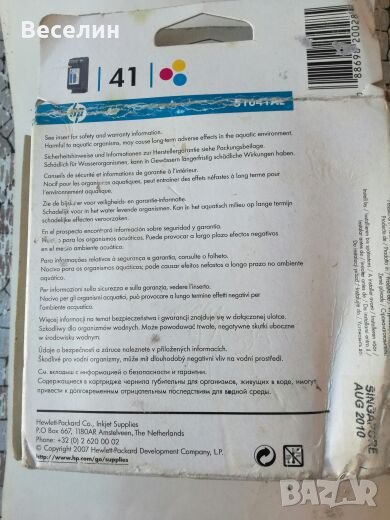 Веселин
41
hp
51641AE
088690 20028
See insert for safety and warranty information.
Harmful to aquatic organisms, may cause long-term adverse effects in the aquatic environment.
Sicherheitshinweise und Informationen zur Herstellergarantie siehe Packungsbeilage.
Schädlich für Wasserorganismen, kann in Gewässern längerfristig schädliche Wirkungen haben.
Conseils de sécurité et informations de garantie à l'intérieur.
Nocif pour les organismes aquatiques, peut entraîner des effets néfastes à long terme pour
l'environnement aquatique.
Zie de bijsluiter voor veiligheids- en garantie-informatie.
Schadelijk voor in het water levende organismen. Kan in het aquatisch milieu op lange termijn
schadelijke effecten veroorzaken.
En el prospecto encontrará información sobre seguridad y garantía.
para los organismos acuáticos. Puede provocar a largo plazo efectos negativos
en el medio ambiente acuático.
Para informações relativas à segurança e garantia, consulte o folheto.
Nocivo para os organismos aquáticos, pode causar efeitos nefastos a longo prazo no ambiente
aquático.
Per informazioni sulla sicurezza e sulla garanzia, vedere l'inserto.
Nocivo per gli organismi aquatici, può provocare a lungo termine effetti negativi per
l'ambiente acquatico.
Więcej informacji na temat bezpieczeństwa i gwarancji znajduje się w dołączonej ulotce.
Szkodliwy dla organizmów wodnych. Może powodować trwałe, negatywne skutki uboczne
w środowisku wodnym.
Údaje o bezpečnosti a záruce naleznete v přiložených informacích.
Škodlivé pro vodní organizmy, může mít dlouhodobý negativní vliv na vodní prostředí.
См. вкладыш с информацией о безопасности и гарантии.
Содержащиеся в картридже чернила губительны для организмов, живущих в воде, имогут
привести к долговременным отрицательным последствиям для водной среды.
Hewlett-Packard Co., Inkjet Supplies
P.O Box 667, 1180 AR Amstelveen, The Netherlands
Phone: +32 (0) 2 620 00 02
© Copyright 2007 Hewlett-Packard Development Company, L.P.
http://www.hp.com/go/supplies
SINGAPORE
AUG 2010
bazar